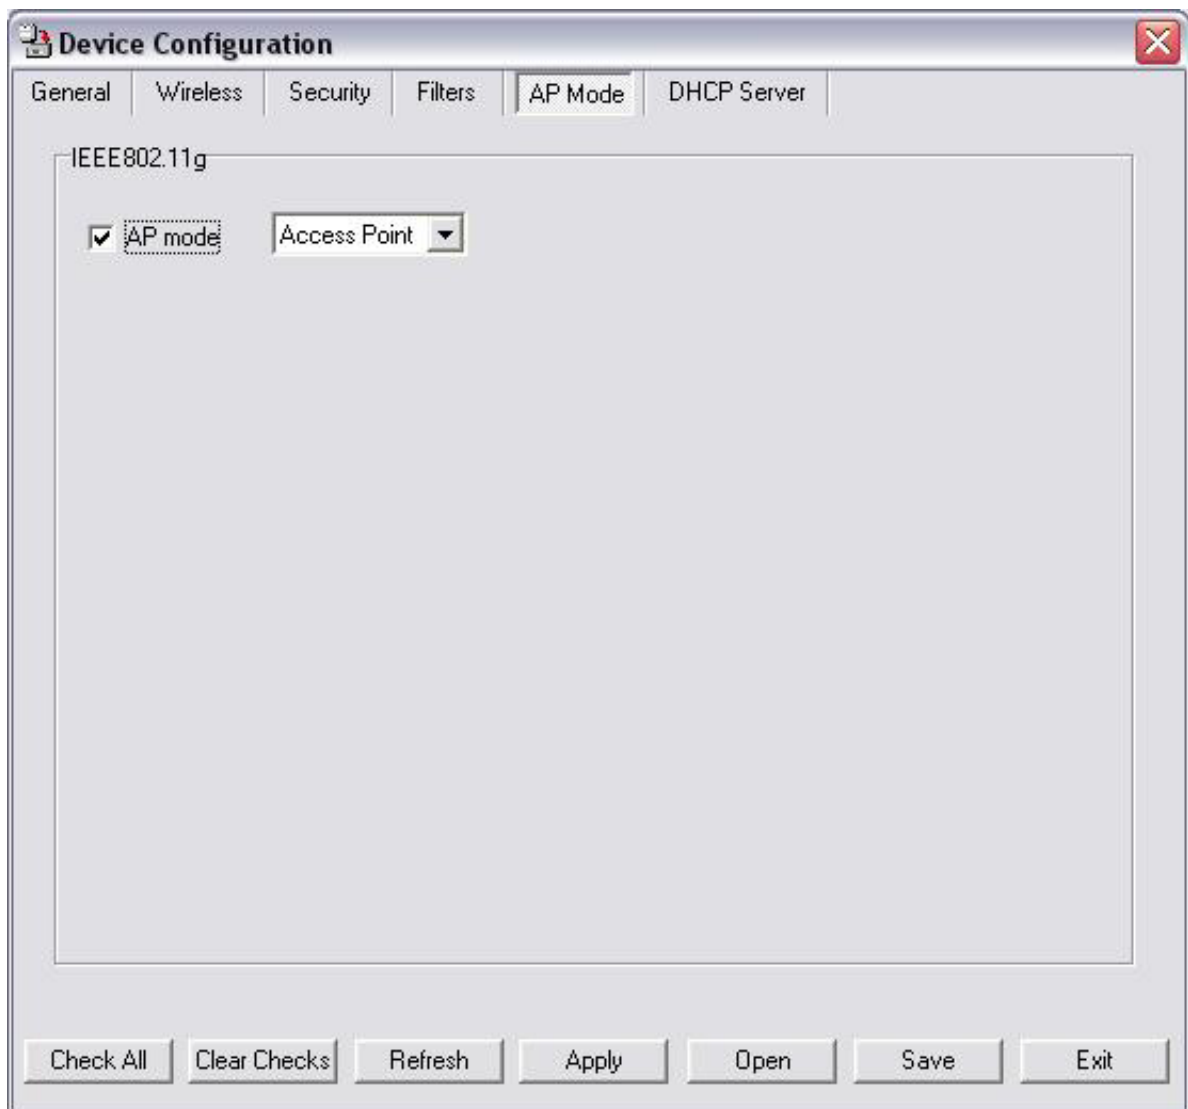 Device Configuration
General Wireless Security Filters AP Mode DHCP Server
IEEE802.11g
AP mode Access Point
Check All Clear Checks Refresh Apply Open Save Exit